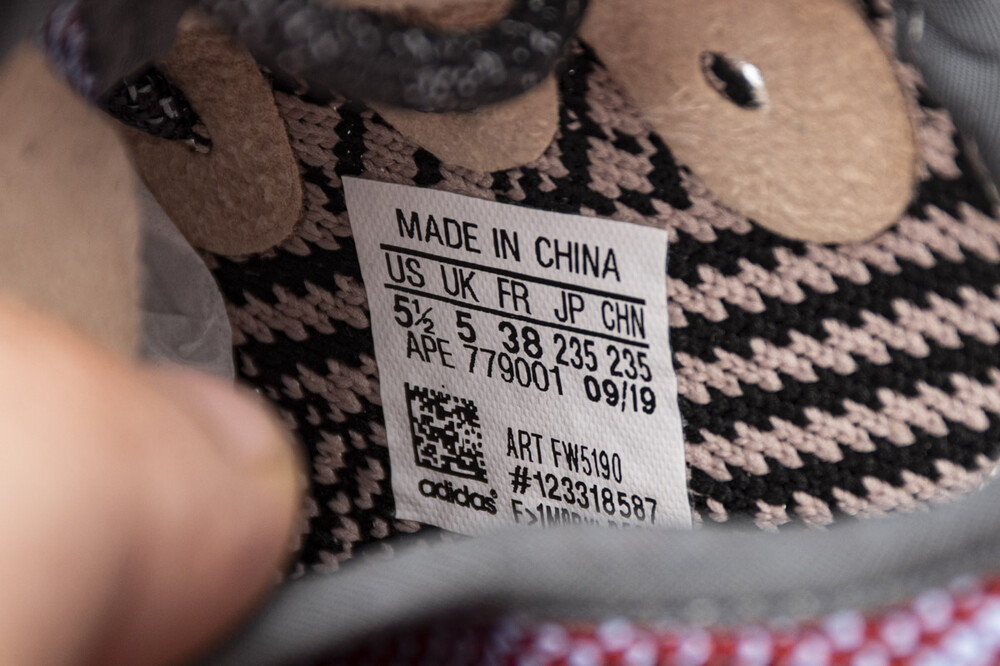 MADE IN CHINA
US UK FR JP CHN
5½ 5 38 235 235
APE 779001 09/19
ART FW5190
#123318587
adidas®